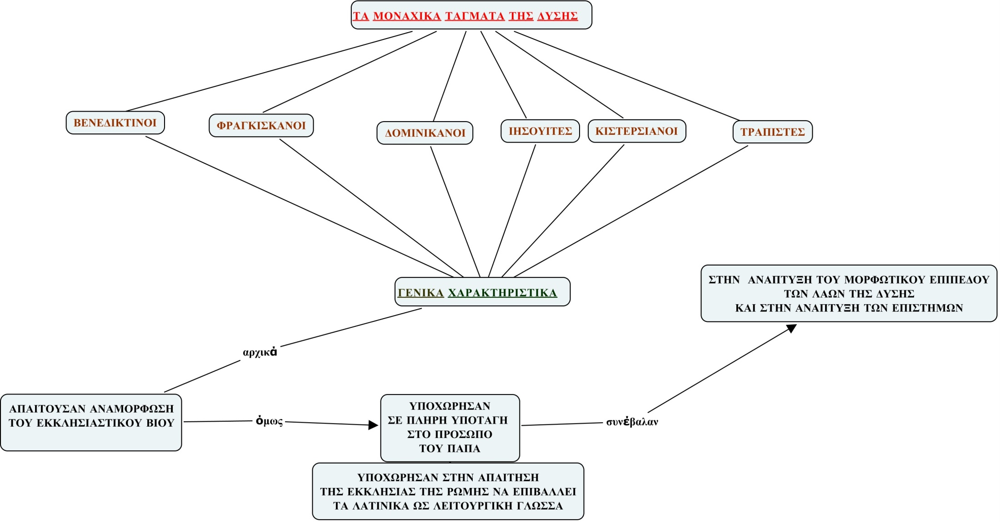 ΤΑ ΜΟΝΑΧΙΚΑ ΤΑΓΜΑΤΑ ΤΗΣ ΔΥΣΗΣ
ΒΕΝΕΔΙΚΤΙΝΟΙ
ΦΡΑΓΚΙΣΚΑΝΟΙ
ΔΟΜΙΝΙΚΑΝΟΙ
ΙΗΣΟΥΙΤΕΣ
ΚΙΣΤΕΡΣΙΑΝΟΙ
ΤΡΑΠΙΣΤΕΣ
ΓΕΝΙΚΑ ΧΑΡΑΚΤΗΡΙΣΤΙΚΑ
αρχικά
ΑΠΑΙΤΟΥΣΑΝ ΑΝΑΜΟΡΦΩΣΗ
ΤΟΥ ΕΚΚΛΗΣΙΑΣΤΙΚΟΥ ΒΙΟΥ
όμως
ΥΠΟΧΩΡΗΣΑΝ
ΣΕ ΠΛΗΡΗ ΥΠΟΤΑΓΗ
ΣΤΟ ΠΡΟΣΩΠΟ
ΤΟΥ ΠΑΠΑ
ΥΠΟΧΩΡΗΣΑΝ ΣΤΗΝ ΑΠΑΙΤΗΣΗ
ΤΗΣ ΕΚΚΛΗΣΙΑΣ ΤΗΣ ΡΩΜΗΣ ΝΑ ΕΠΙΒΑΛΛΕΙ
ΤΑ ΛΑΤΙΝΙΚΑ ΩΣ ΛΕΙΤΟΥΡΓΙΚΗ ΓΛΩΣΣΑ
συνέβαλαν
ΣΤΗΝ  ΑΝΑΠΤΥΞΗ ΤΟΥ ΜΟΡΦΩΤΙΚΟΥ ΕΠΙΠΕΔΟΥ
ΤΩΝ ΛΑΩΝ ΤΗΣ ΔΥΣΗΣ
ΚΑΙ ΣΤΗΝ ΑΝΑΠΤΥΞΗ ΤΩΝ ΕΠΙΣΤΗΜΩΝ